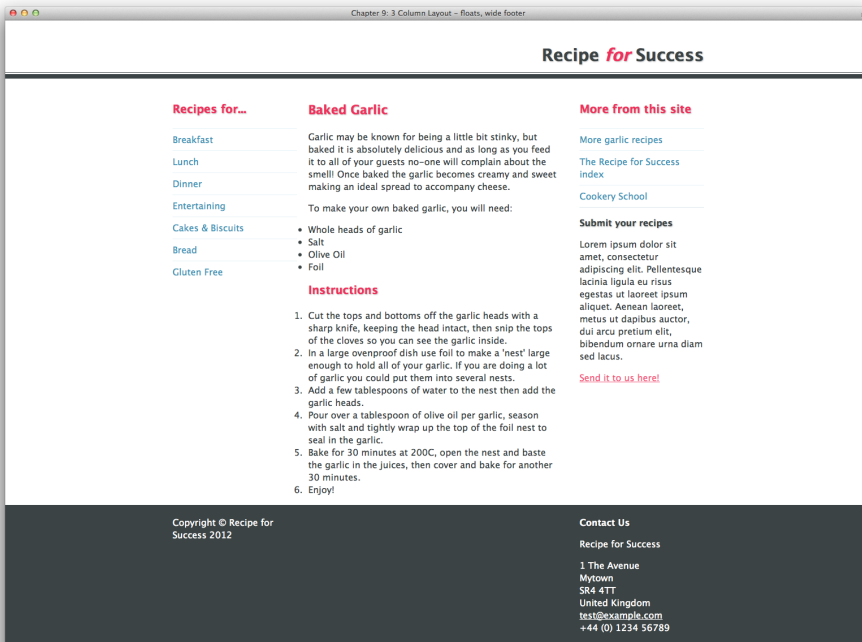 Chapter 9: 3 Column Layout – floats, wide footer
Recipe for Success
Recipes for...
Breakfast
Lunch
Dinner
Entertaining
Cakes & Biscuits
Bread
Gluten Free
Baked Garlic
Garlic may be known for being a little bit stinky, but
baked it is absolutely delicious and as long as you feed
it to all of your guests no-one will complain about the
smell! Once baked the garlic becomes creamy and sweet
making an ideal spread to accompany cheese.
To make your own baked garlic, you will need:
• Whole heads of garlic
• Salt
• Olive Oil
• Foil
Instructions
1. Cut the tops and bottoms off the garlic heads with a
sharp knife, keeping the head intact, then snip the tops
of the cloves so you can see the garlic inside.
2. In a large ovenproof dish use foil to make a 'nest' large
enough to hold all of your garlic. If you are doing a lot
of garlic you could put them into several nests.
3. Add a few tablespoons of water to the nest then add the
garlic heads.
4. Pour over a tablespoon of olive oil per garlic, season
with salt and tightly wrap up the top of the foil nest to
seal in the garlic.
5. Bake for 30 minutes at 200C, open the nest and baste
the garlic in the juices, then cover and bake for another
30 minutes.
6. Enjoy!
More from this site
More garlic recipes
The Recipe for Success
index
Cookery School
Submit your recipes
Lorem ipsum dolor sit
amet, consectetur
adipiscing elit. Pellentesque
lacinia ligula eu risus
egestas ut laoreet ipsum
aliquet. Aenean laoreet,
metus ut dapibus auctor,
dui arcu pretium elit,
bibendum ornare urna diam
sed lacus.
Send it to us here!
Copyright © Recipe for
Success 2012
Contact Us
Recipe for Success
1 The Avenue
Mytown
SR4 4TT
United Kingdom
test@example.com
+44 (0) 1234 56789